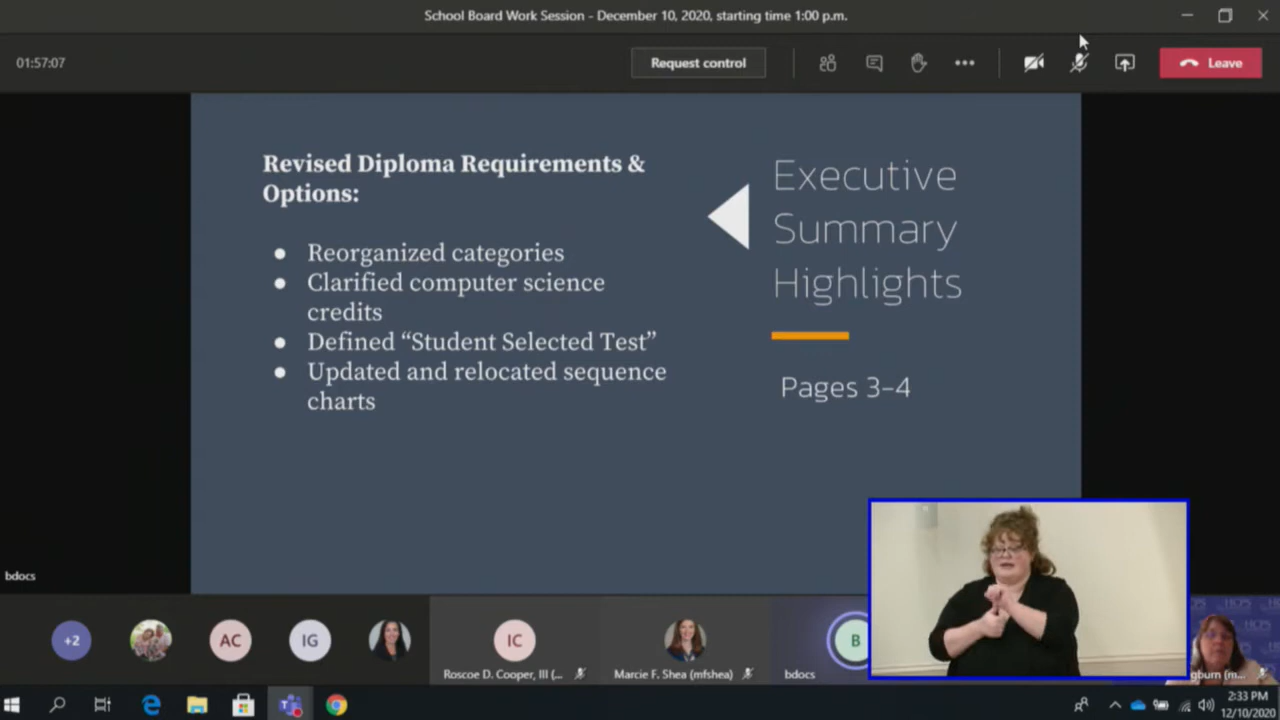 School Board Work Session - December 10, 2020, starting time 1:00 p.m.
01:57:07
Request control
Leave
Revised Diploma Requirements &
Options:
● Reorganized categories
● Clarified computer science
credits
● Defined “Student Selected Test”
● Updated and relocated sequence
charts
Executive
Summary
Highlights
Pages 3-4
bdocs
+2
AC
IG
IC
B
Roscoe D. Cooper, III (...
Marcie F. Shea (mfshea)
bdocs
gburn (m...
2:33 PM
12/10/2020